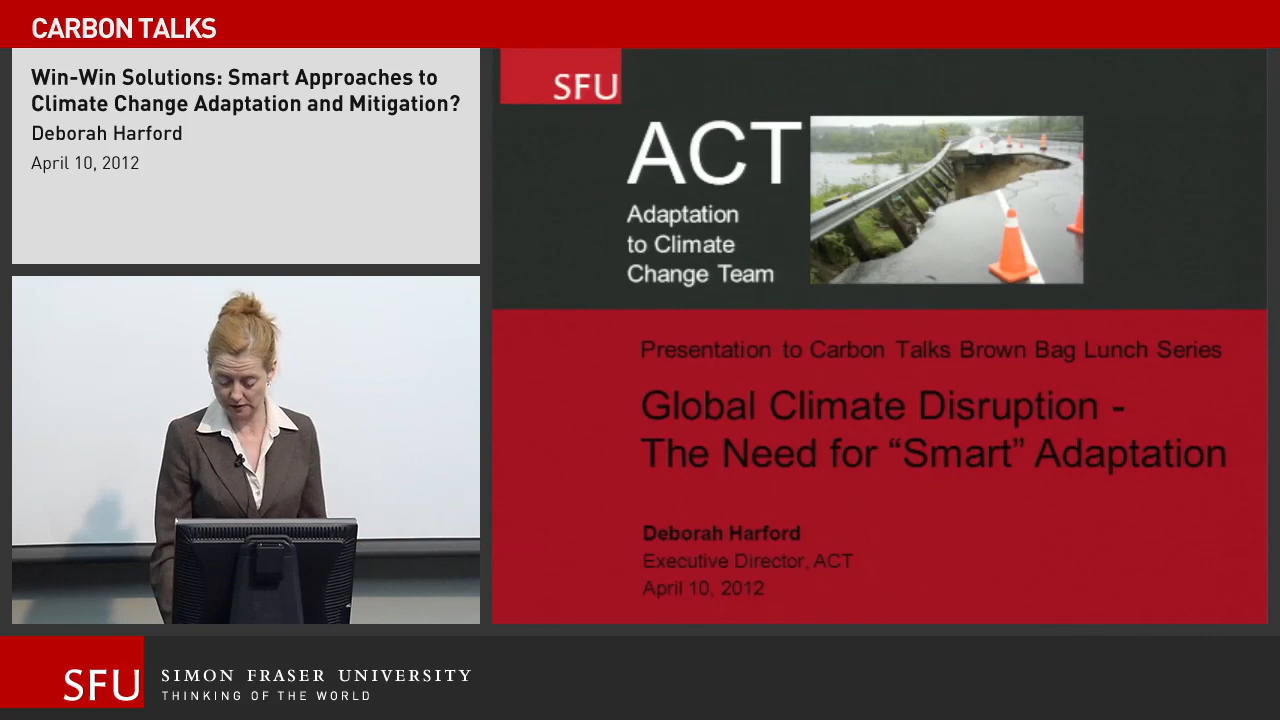 CARBON TALKS
Win-Win Solutions: Smart Approaches to
Climate Change Adaptation and Mitigation?
Deborah Harford
April 10, 2012
SFU
ACT
Adaptation
to Climate
Change Team
Presentation to Carbon Talks Brown Bag Lunch Series
Global Climate Disruption -
The Need for “Smart” Adaptation
Deborah Harford
Executive Director, ACT
April 10, 2012
SFU
SIMON FRASER UNIVERSITY
THINKING OF THE WORLD